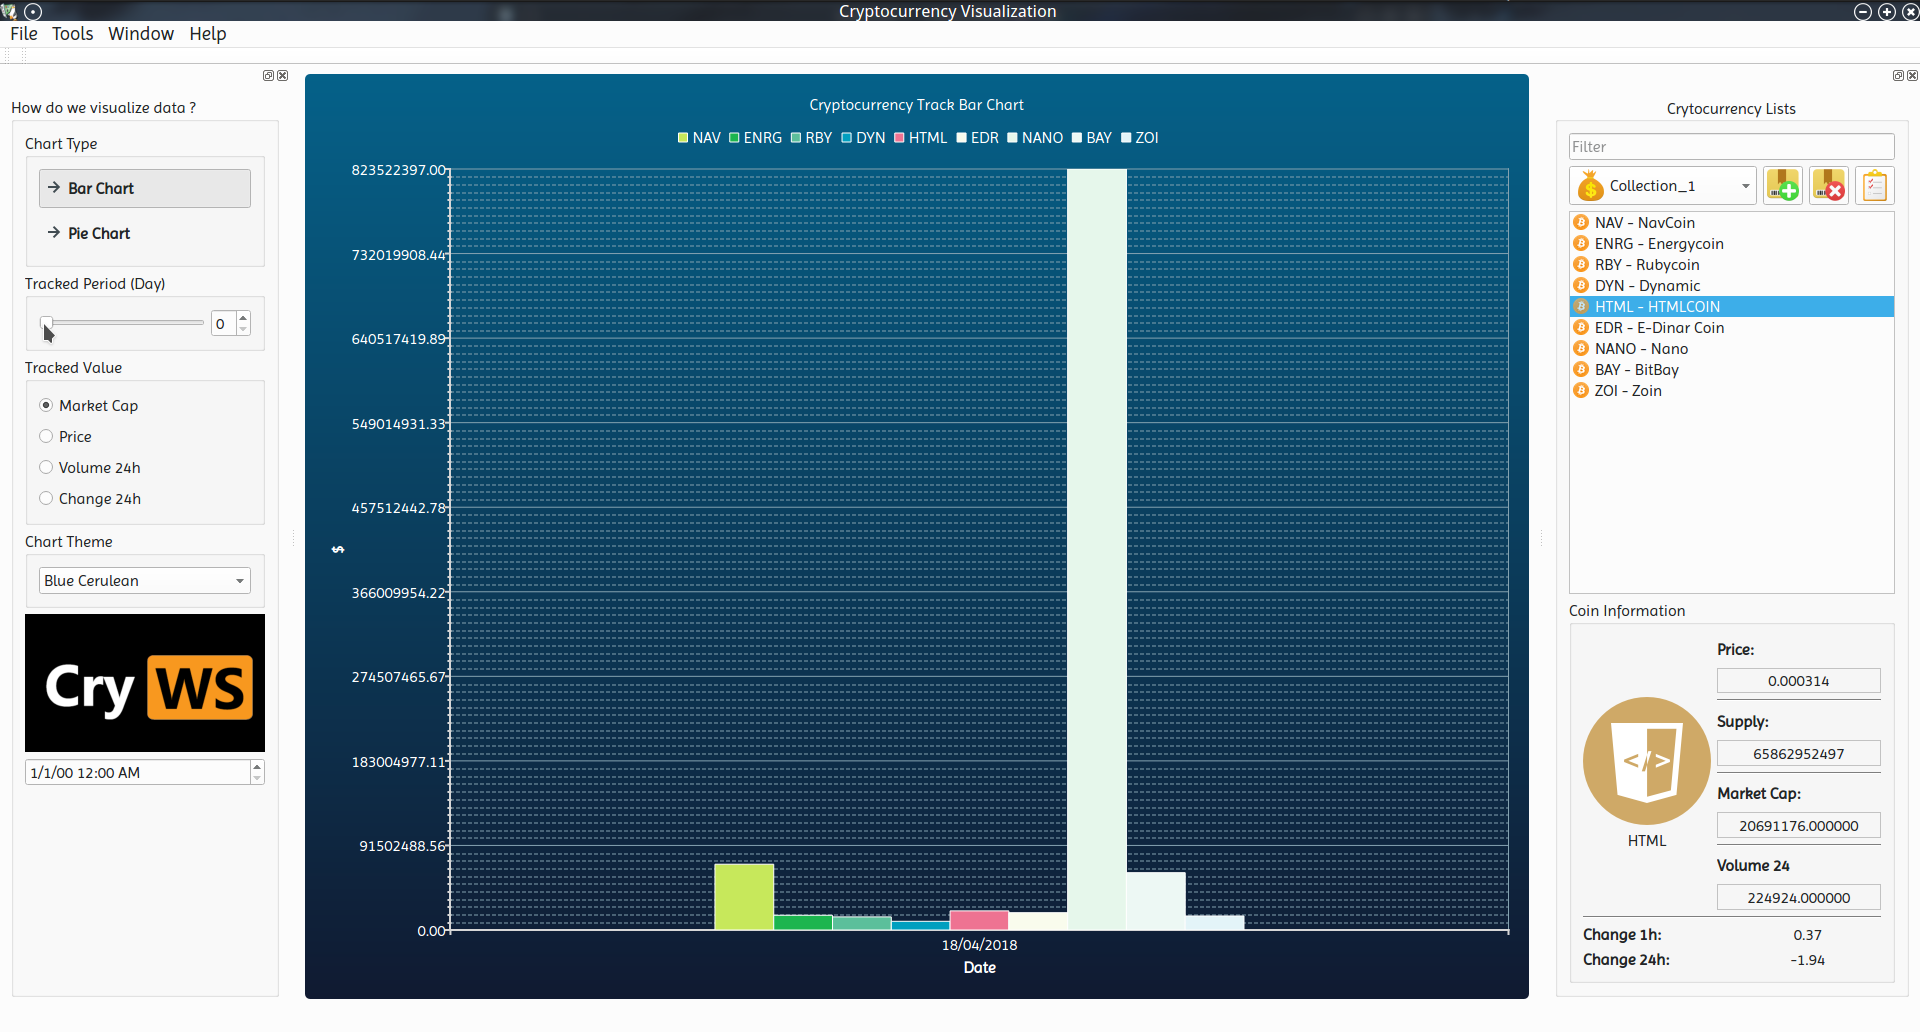 Cryptocurrency Visualization
File Tools Window Help
How do we visualize data ?
Chart Type
Bar Chart
Pie Chart
Tracked Period (Day)
0
Tracked Value
Market Cap
Price
Volume 24h
Change 24h
Chart Theme
Blue Cerulean
Cry WS
1/1/00 12:00 AM
Cryptocurrency Track Bar Chart
NAV ENRG RBY DYN HTML EDR NANO BAY ZOI
823522397.00
732019908.44
640517419.89
549014931.33
457512442.78
$
366009954.22
274507465.67
183004977.11
91502488.56
0.00
18/04/2018
Date
Crytocurrency Lists
Filter
Collection_1
NAV - NavCoin
ENRG - Energycoin
RBY - Rubycoin
DYN - Dynamic
HTML - HTMLCOIN
EDR - E-Dinar Coin
NANO - Nano
BAY - BitBay
ZOI - Zoin
Coin Information
Price:
0.000314
Supply:
65862952497
Market Cap:
20691176.000000
</>
HTML
Volume 24
224924.000000
Change 1h: 0.37
Change 24h: -1.94